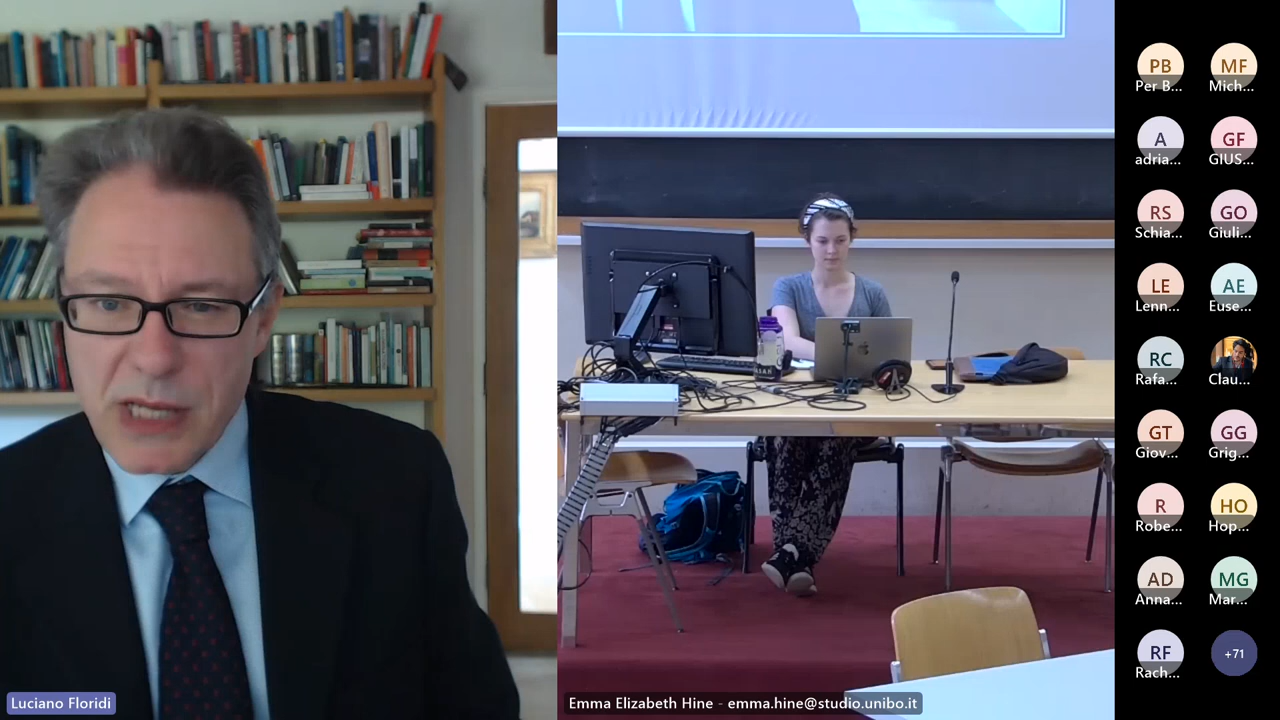 Luciano Floridi
Emma Elizabeth Hine - emma.hine@studio.unibo.it
PB
Per B...
MF
Mich...
A
adria...
GF
GIUS...
RS
Schia...
GO
Giuli...
LE
Lenn...
AE
Euse...
RC
Rafa...
Clau...
GT
Giov...
GG
Grig...
R
Robe...
HO
Hop...
AD
Anna...
MG
Mar...
RF
Rach...
+71